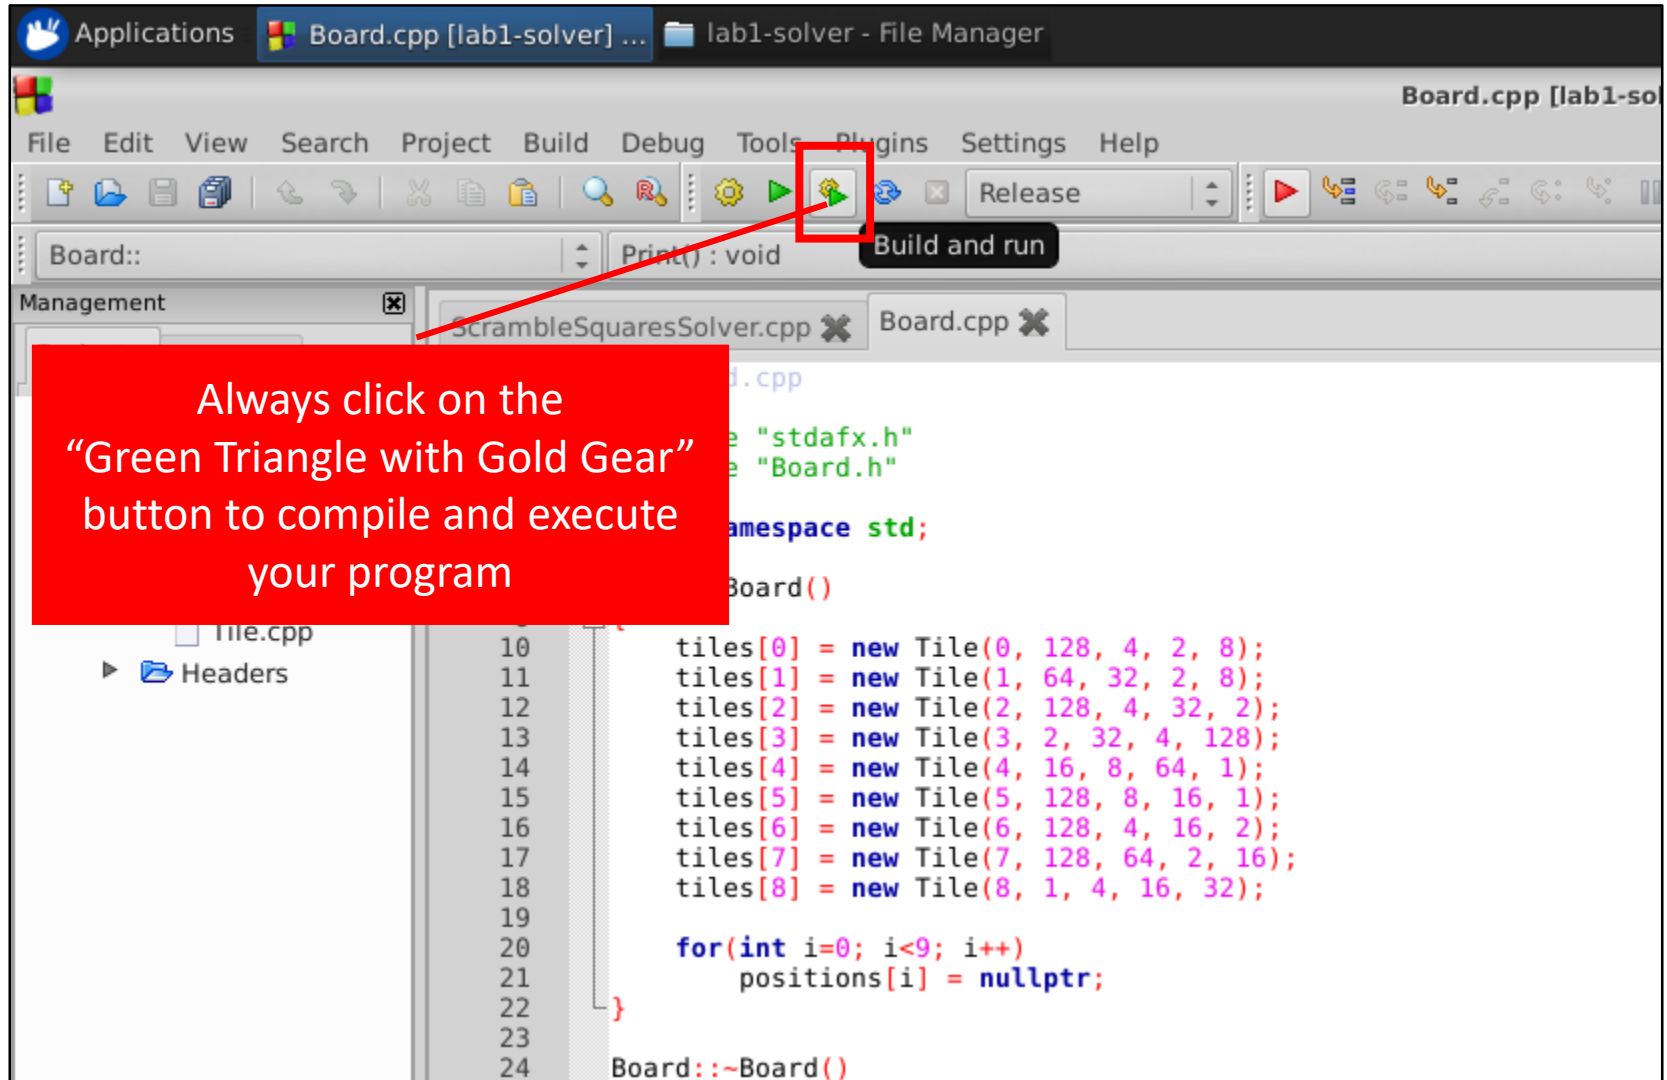 Applications
Board.cpp [lab1-solver] ...
lab1-solver - File Manager
Board.cpp [lab1-sol
File Edit View Search Project Build Debug Tools Plugins Settings Help
Release
Board::
Print() : void
Build and run
Management
ScrambleSquaresSolver.cpp
Board.cpp
Always click on the
“Green Triangle with Gold Gear”
button to compile and execute
your program
Tile.cpp
Headers
d.cpp
e "stdafx.h"
e "Board.h"
amespace std;
Board()
{
10 tiles[0] = new Tile(0, 128, 4, 2, 8);
11 tiles[1] = new Tile(1, 64, 32, 2, 8);
12 tiles[2] = new Tile(2, 128, 4, 32, 2);
13 tiles[3] = new Tile(3, 2, 32, 4, 128);
14 tiles[4] = new Tile(4, 16, 8, 64, 1);
15 tiles[5] = new Tile(5, 128, 8, 16, 1);
16 tiles[6] = new Tile(6, 128, 4, 16, 2);
17 tiles[7] = new Tile(7, 128, 64, 2, 16);
18 tiles[8] = new Tile(8, 1, 4, 16, 32);
19
20 for(int i=0; i<9; i++)
21 positions[i] = nullptr;
22 }
23
24 Board::~Board()